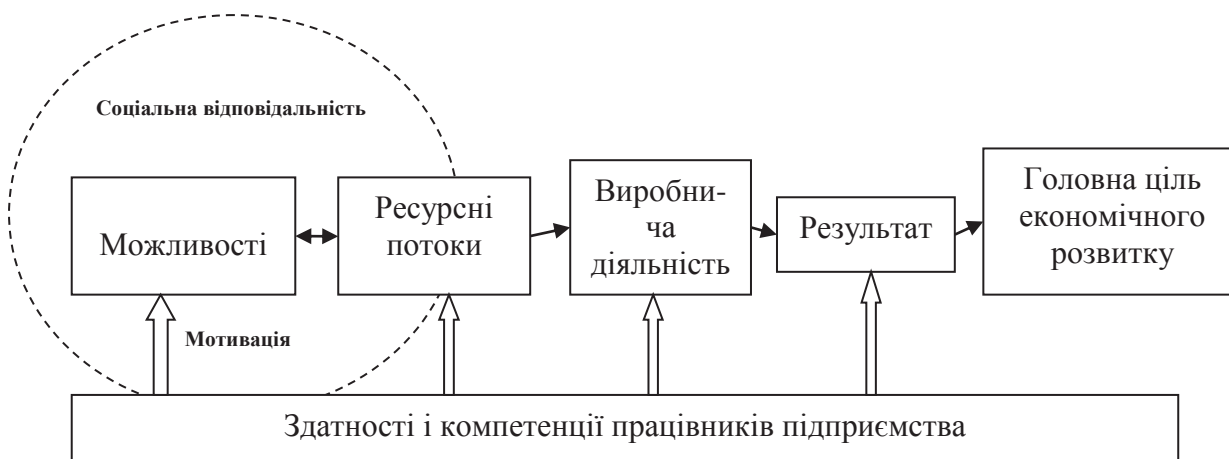 Соціальна відповідальність
Можливості
Ресурсні
потоки
Виробни-
ча
діяльність
Результат
Головна ціль
економічного
розвитку
Мотивація
Здатності і компетенції працівників підприємства